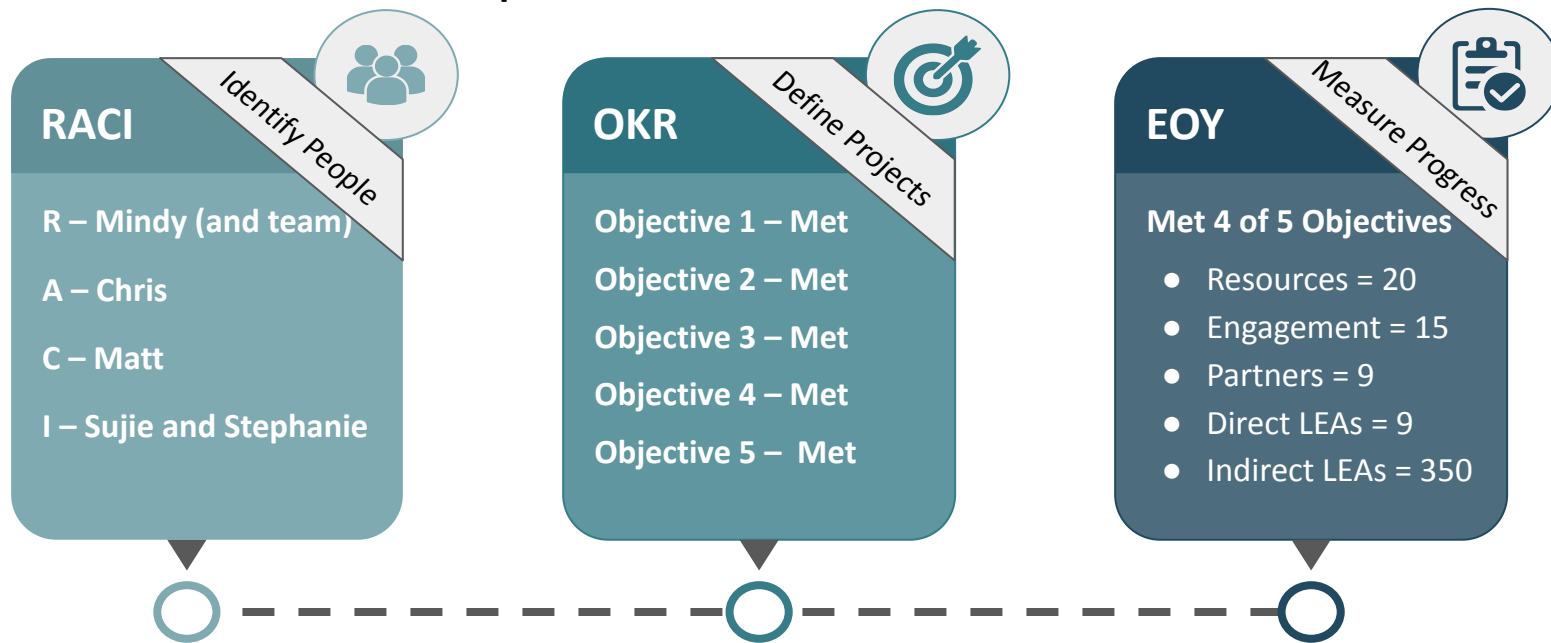 RACI
Identify People
R – Mindy (and team)
A – Chris
C – Matt
I – Sujie and Stephanie
OKR
Define Projects
Objective 1 – Met
Objective 2 – Met
Objective 3 – Met
Objective 4 – Met
Objective 5 –  Met
EOY
Measure Progress
Met 4 of 5 Objectives
● Resources = 20
● Engagement = 15
● Partners = 9
● Direct LEAs = 9
● Indirect LEAs = 350